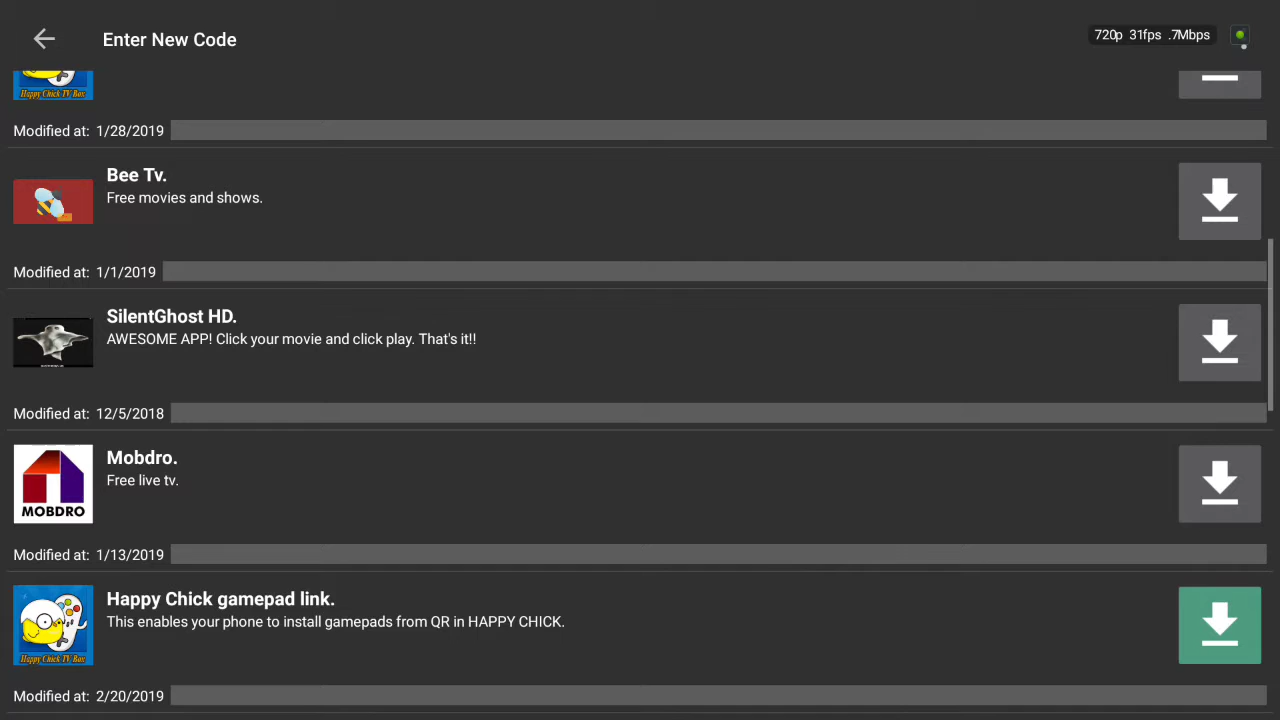 Enter New Code
720p 31fps .7Mbps
Happy Chick TV Box
Modified at: 1/28/2019
Bee Tv.
Free movies and shows.
Modified at: 1/1/2019
SilentGhost HD.
AWESOME APP! Click your movie and click play. That's it!!
Modified at: 12/5/2018
MOBDRO
Mobdro.
Free live tv.
Modified at: 1/13/2019
Happy Chick TV Box
Happy Chick gamepad link.
This enables your phone to install gamepads from QR in HAPPY CHICK.
Modified at: 2/20/2019